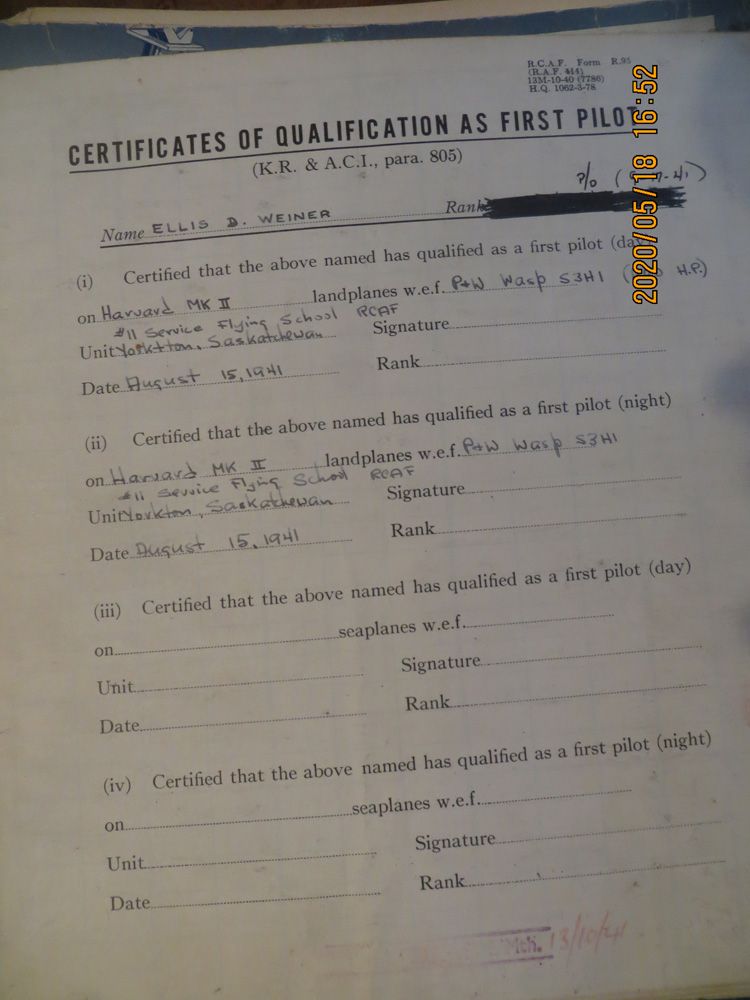 R.C.A.F. Form R.95
(R.A.F. 414)
13M-10-40 (7786)
H.Q. 1062-3-78
CERTIFICATES OF QUALIFICATION AS FIRST PILOT
(K.R. & A.C.I., para. 805)
P/O
Name ELLIS D. WEINER Rank
(i) Certified that the above named has qualified as a first pilot (day
on Harvard MK II landplanes w.e.f. P+W Wasp S3H1 H.P.)
#11 Service Flying School RCAF
Unit Yorktton, Saskatchewan Signature
Date August 15, 1941 Rank
(ii) Certified that the above named has qualified as a first pilot (night)
on Harvard MK II landplanes w.e.f. P+W Wasp S3H1
#11 Service Flying School RCAF
Unit Yorkton, Saskatchewan Signature
Date August 15, 1941 Rank
(iii) Certified that the above named has qualified as a first pilot (day)
on seaplanes w.e.f.
Unit Signature
Date Rank
(iv) Certified that the above named has qualified as a first pilot (night)
on seaplanes w.e.f.
Unit Signature
Date Rank
13/10/41
2020/05/18 16:52